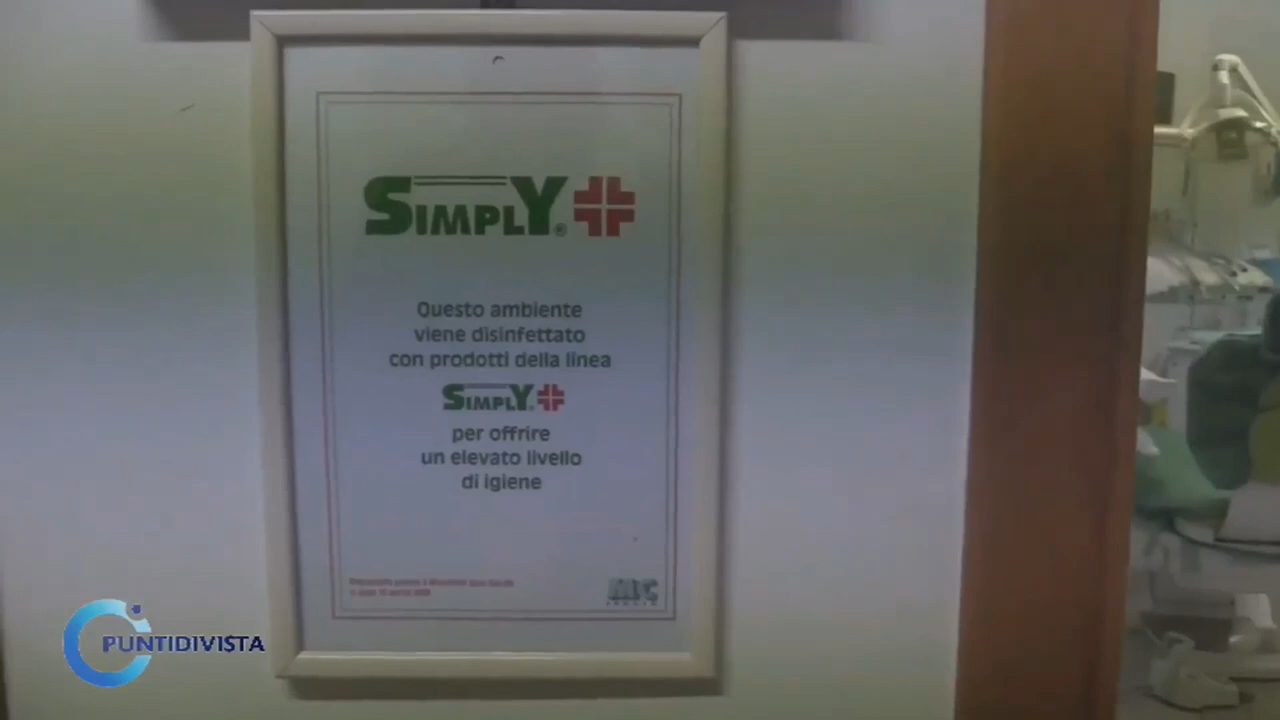 SIMPLY®
Questo ambiente
viene disinfettato
con prodotti della linea
SIMPLY
per offrire
un elevato livello
di igiene
PUNTIDIVISTA